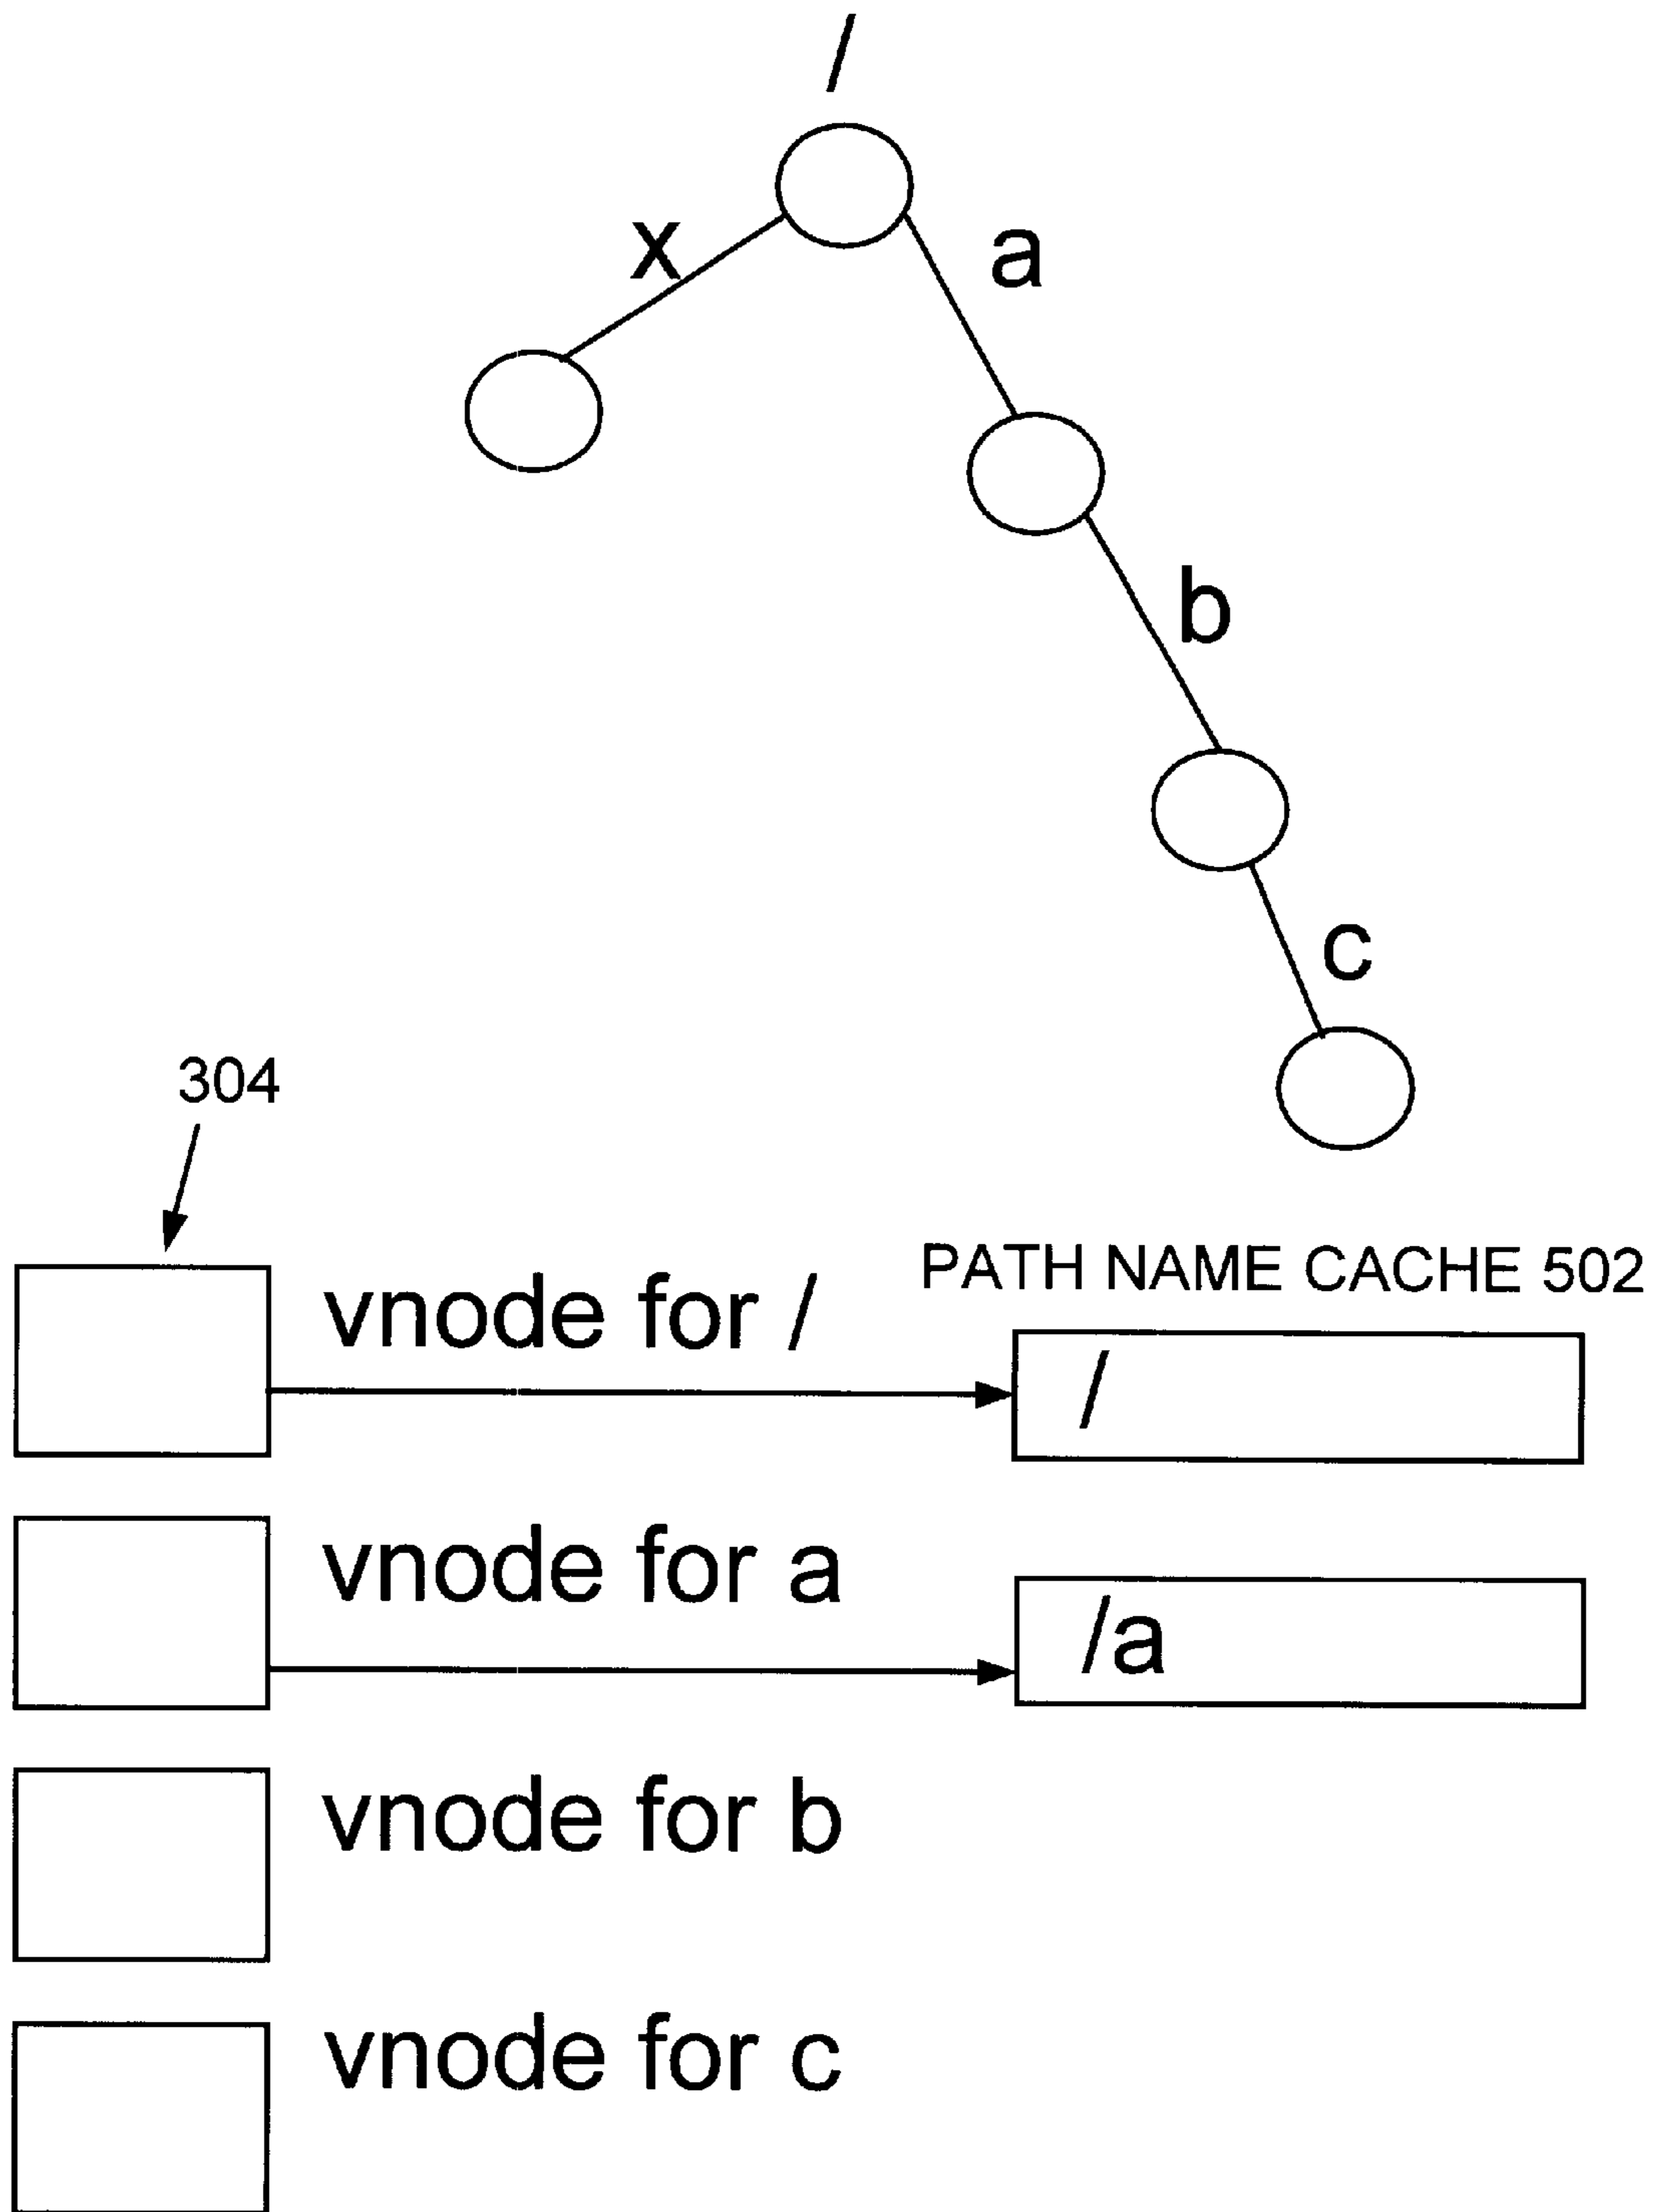 /
x
a
b
c
304
PATH NAME CACHE 502
vnode for /
/
vnode for a
/a
vnode for b
vnode for c